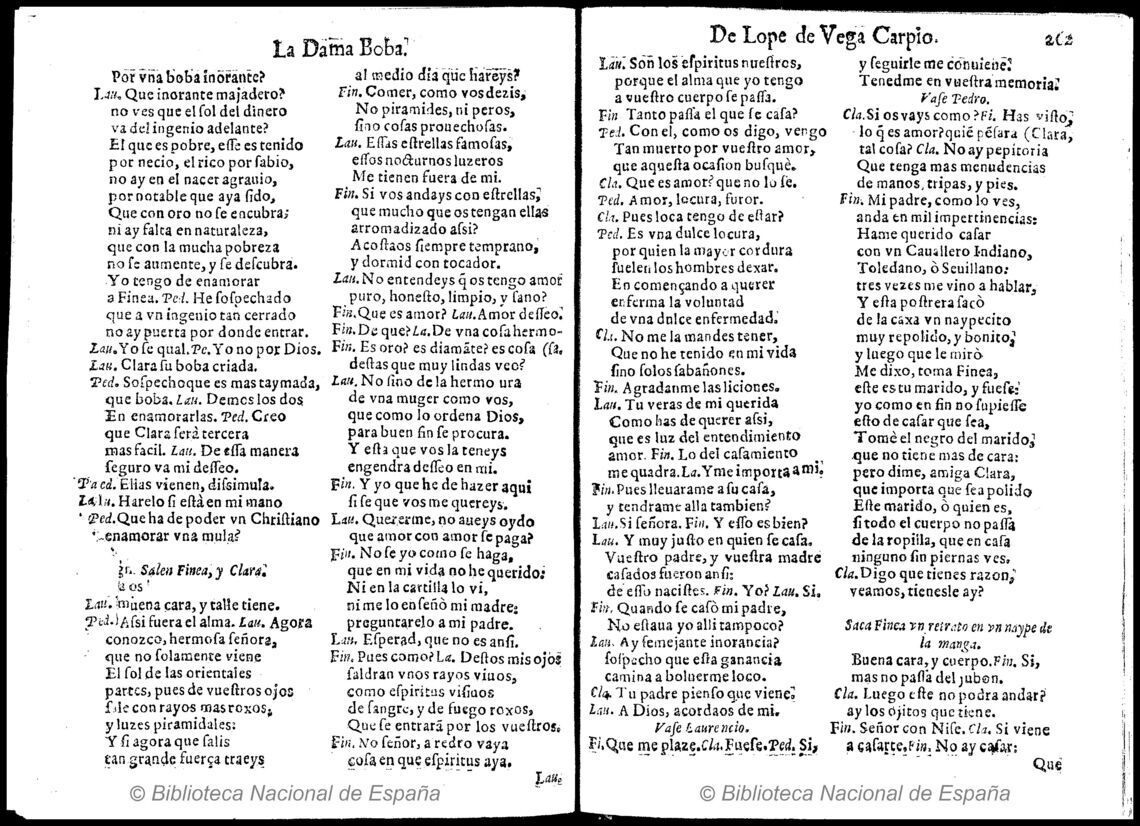 La Dama Boba.
Por vna boba inorante?
Lau. Que inorante majadero?
no ves que el sol del dinero
va del ingenio adelante?
El que es pobre, esse es tenido
por necio, el rico por sabio,
no ay en el nacer agrauio,
por notable que aya sido,
Que con oro no se encubra;
ni ay falta en naturaleza,
que con la mucha pobreza
no se aumente, y se descubra.
Yo tengo de enamorar
a Finea. Ped. He sospechado
que a vn ingenio tan cerrado
no ay puerta por donde entrar.
Lau. Yo se qual. Pe. Yo no por Dios.
Lau. Clara su boba criada.
Ped. Sospecho que es mas taymada,
que boba. Lau. Demos los dos
En enamorarlas. Ped. Creo
que Clara serà tercera
mas facil. Lau. De essa manera
seguro va mi desseo.
Ped. Ellas vienen, dissimula.
Lau. Harelo si està en mi mano
Ped. Que ha de poder vn Christiano
enamorar vna mula?
Salen Finea, y Clara.
Lau. buena cara, y talle tiene.
Ped. Assi fuera el alma. Lau. Agora
conozco, hermosa señora,
que no solamente viene
El sol de las orientales
partes, pues de vuestros ojos
sale con rayos mas roxos,
y luzes piramidales:
Y si agora que salis
tan grande fuerça traeys
al medio dia que hareys?
Fin. Comer, como vos dezis,
No piramides, ni peros,
sino cosas prouechosas.
Lau. Essas estrellas famosas,
essos nocturnos luzeros
Me tienen fuera de mi.
Fin. Si vos andays con estrellas,
que mucho que os tengan ellas
arromadizado assi?
Acostaos siempre temprano,
y dormid con tocador.
Lau. No entendeys q̃ os tengo amor
puro, honesto, limpio, y sano?
Fin. Que es amor? Lau. Amor desseo.
Fin. De que? La. De vna cosa hermo-
Fin. Es oro? es diamãte? es cosa (sa.
destas que muy lindas veo?
Lau. No sino de la hermosura
de vna muger como vos,
que como lo ordena Dios,
para buen fin se procura.
Y esta que vos la teneys
engendra desseo en mi.
Fin. Y yo que he de hazer aqui
si se que vos me quereys.
Lau. Quererme, no aueys oydo
que amor con amor se paga?
Fin. No se yo como se haga,
que en mi vida no he querido:
Ni en la cartilla lo vi,
ni me lo enseñò mi madre:
preguntarelo a mi padre.
Lau. Esperad, que no es ansi.
Fin. Pues como? La. Destos mis ojos
saldran vnos rayos viuos,
como espiritus visiuos
de sangre, y de fuego roxos,
Que se entrarà por los vuestros.
Fin. No señor, a redro vaya
cosa en que espiritus aya.
Lau.
De Lope de Vega Carpio. 262
Lau. Son los espiritus nuestros,
porque el alma que yo tengo
a vuestro cuerpo se passa.
Fin Tanto passa el que se casa?
Ped. Con el, como os digo, vengo
Tan muerto por vuestro amor,
que aquesta ocasion busquè.
Cla. Que es amor? que no lo se.
Ped. Amor, locura, furor.
Cla. Pues loca tengo de estar?
Ped. Es vna dulce locura,
por quien la mayor cordura
suelen los hombres dexar.
En començando a querer
enferma la voluntad
de vna dulce enfermedad.
Cla. No me la mandes tener,
Que no he tenido en mi vida
sino solos sabañones.
Fin. Agradanme las liciones.
Lau. Tu veras de mi querida
Como has de querer assi,
que es luz del entendimiento
amor. Fin. Lo del casamiento
me quadra. La. Y me importa a mi.
Fin. Pues lleuarame a su casa,
y tendrame alla tambien?
Lau. Si señora. Fin. Y esso es bien?
Lau. Y muy justo en quien se casa.
Vuestro padre, y vuestra madre
casados fueron ansi:
de esso nacistes. Fin. Yo? Lau. Si.
Fin. Quando se casò mi padre,
No estaua yo alli tampoco?
Lau. Ay semejante inorancia?
sospecho que esta ganancia
camina a boluerme loco.
Cla. Tu padre pienso que viene.
Lau. A Dios, acordaos de mi.
Vase Laurencio.
Fi. Que me plaze. Cla. Fuese. Ped. Si,
y seguirle me conuiene.
Tenedme en vuestra memoria.
Vase Pedro.
Cla. Si os vays como? Fi. Has visto,
lo q̃ es amor? quiẽ pẽsara (Clara,
tal cosa? Cla. No ay pepitoria
Que tenga mas menudencias
de manos, tripas, y pies.
Fin. Mi padre, como lo ves,
anda en mil impertinencias:
Hame querido casar
con vn Cauallero Indiano,
Toledano, ò Seuillano:
tres vezes me vino a hablar,
Y esta postrera sacò
de la caxa vn naypecito
muy repolido, y bonito,
y luego que le mirò
Me dixo, toma Finea,
este es tu marido, y fuese:
yo como en fin no supiesse
esto de casar que sea,
Tomè el negro del marido,
que no tiene mas de cara:
pero dime, amiga Clara,
que importa que sea polido
Este marido, ò quien es,
si todo el cuerpo no passa
de la ropilla, que en casa
ninguno sin piernas ves.
Cla. Digo que tienes razon,
veamos, tienesle ay?
Saca Finea vn retrato en vn naype de
la manga.
Buena cara, y cuerpo. Fin. Si,
mas no passa del jubon.
Cla. Luego este no podra andar?
ay los ojitos que tiene.
Fin. Señor con Nise. Cla. Si viene
a casarte. Fin. No ay casar:
Que
© Biblioteca Nacional de España
© Biblioteca Nacional de España